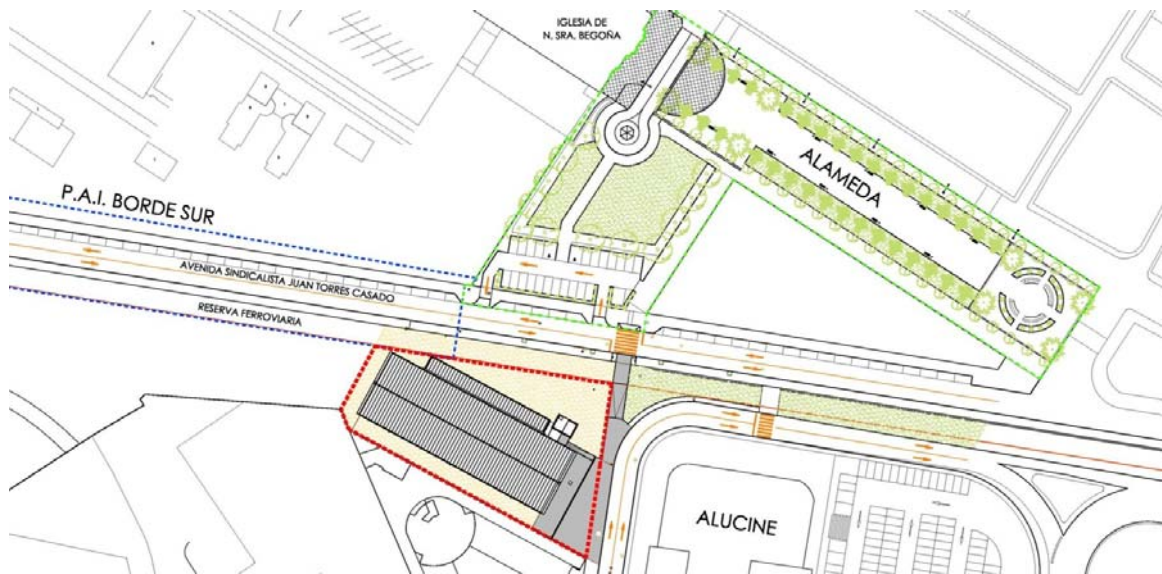 IGLESIA DE
N. SRA. BEGOÑA
ALAMEDA
P.A.I. BORDE SUR
AVENIDA SINDICALISTA JUAN TORRES CASADO
RESERVA FERROVIARIA
ALUCINE